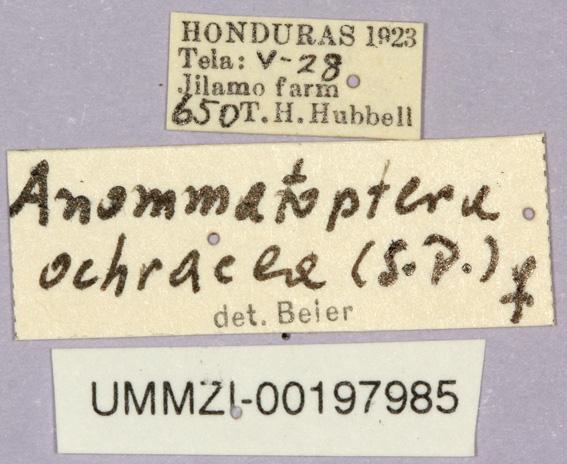 HONDURAS 1923
Tela: V-28
Jilamo farm
650 T. H. Hubbell
Anommatoptera
ochracea (S.P.) ♀
det. Beier
UMMZI-00197985